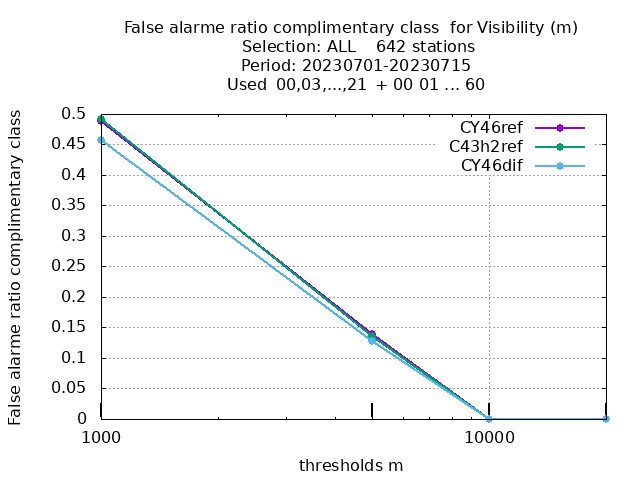 False alarme ratio complimentary class  for Visibility (m)
Selection: ALL    642 stations
Period: 20230701-20230715
Used  00,03,...,21  + 00 01 ... 60
False alarme ratio complimentary class
0.5
0.45
0.4
0.35
0.3
0.25
0.2
0.15
0.1
0.05
0
CY46ref
C43h2ref
CY46dif
1000
10000
thresholds m